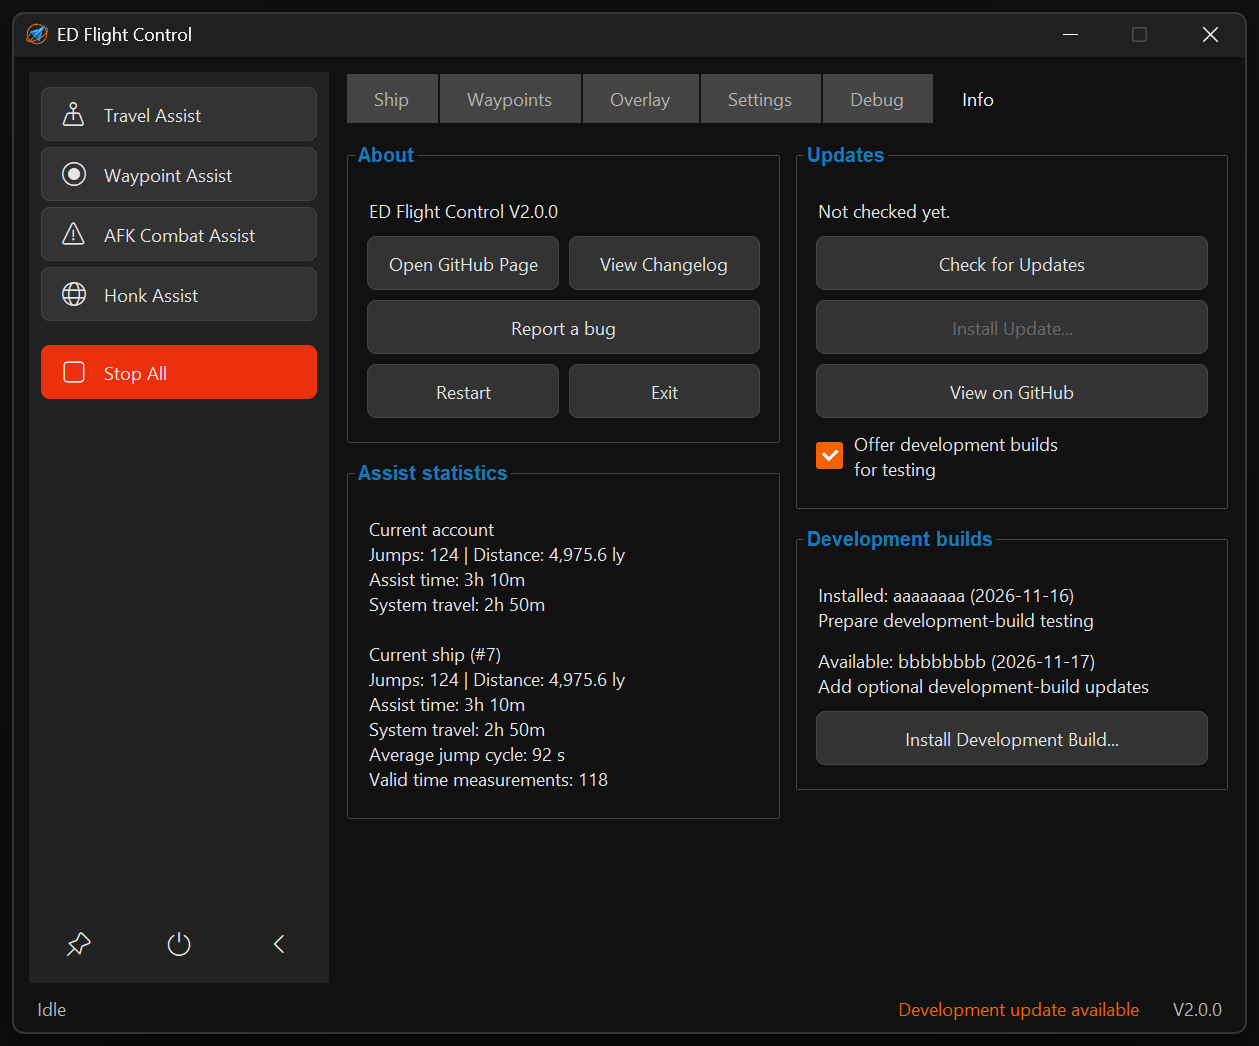 ED Flight Control
Travel Assist
Waypoint Assist
AFK Combat Assist
Honk Assist
Stop All
Ship
Waypoints
Overlay
Settings
Debug
Info
About
ED Flight Control V2.0.0
Open GitHub Page
View Changelog
Report a bug
Restart
Exit
Assist statistics
Current account
Jumps: 124 | Distance: 4,975.6 ly
Assist time: 3h 10m
System travel: 2h 50m
Current ship (#7)
Jumps: 124 | Distance: 4,975.6 ly
Assist time: 3h 10m
System travel: 2h 50m
Average jump cycle: 92 s
Valid time measurements: 118
Updates
Not checked yet.
Check for Updates
Install Update...
View on GitHub
Offer development builds
for testing
Development builds
Installed: aaaaaaaa (2026-11-16)
Prepare development-build testing
Available: bbbbbbbb (2026-11-17)
Add optional development-build updates
Install Development Build...
Idle
Development update available
V2.0.0